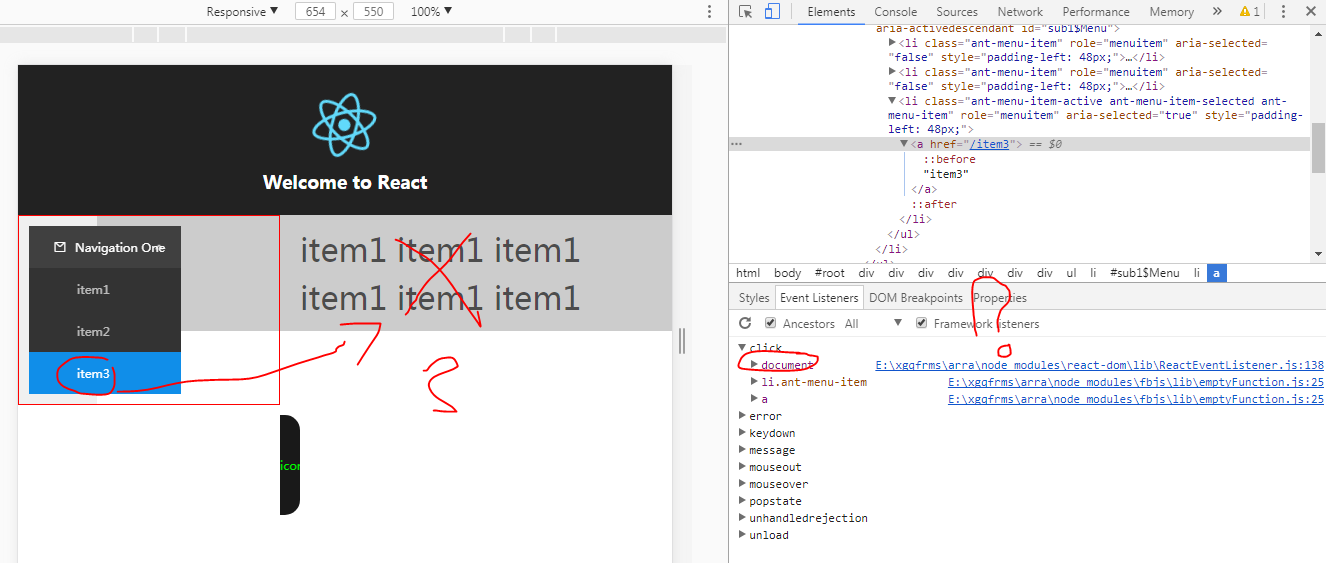 Responsive ▼ 654 × 550 100% ▼
Elements Console Sources Network Performance Memory » 1
aria-activedescendant id="sub1$Menu">
<li class="ant-menu-item" role="menuitem" aria-selected=
"false" style="padding-left: 48px;">…</li>
<li class="ant-menu-item" role="menuitem" aria-selected=
"false" style="padding-left: 48px;">…</li>
<li class="ant-menu-item-active ant-menu-item-selected ant-
menu-item" role="menuitem" aria-selected="true" style="padding-
left: 48px;">
… <a href="/item3"> == $0
::before
"item3"
</a>
::after
</li>
</ul>
</li>
Welcome to React
Navigation One
item1
item2
item3
item1 item1 item1
item1 item1 item1
?
icon
html body #root div div div div div div div ul li #sub1$Menu li a
Styles Event Listeners DOM Breakpoints Properties
?
Ancestors All ▼ Framework listeners
click
document E:\xgqfrms\arra\node_modules\react-dom\lib\ReactEventListener.js:138
li.ant-menu-item E:\xgqfrms\arra\node_modules\fbjs\lib\emptyFunction.js:25
a E:\xgqfrms\arra\node_modules\fbjs\lib\emptyFunction.js:25
error
keydown
message
mouseout
mouseover
popstate
unhandledrejection
unload